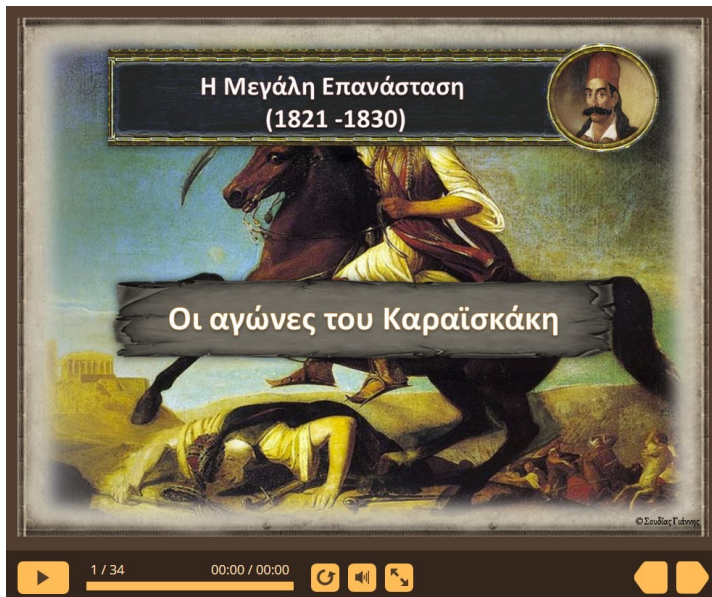 Η Μεγάλη Επανάσταση
(1821 -1830)
Οι αγώνες του Καραϊσκάκη
©Σουδίας Γιάννης
1 / 34
00:00 / 00:00